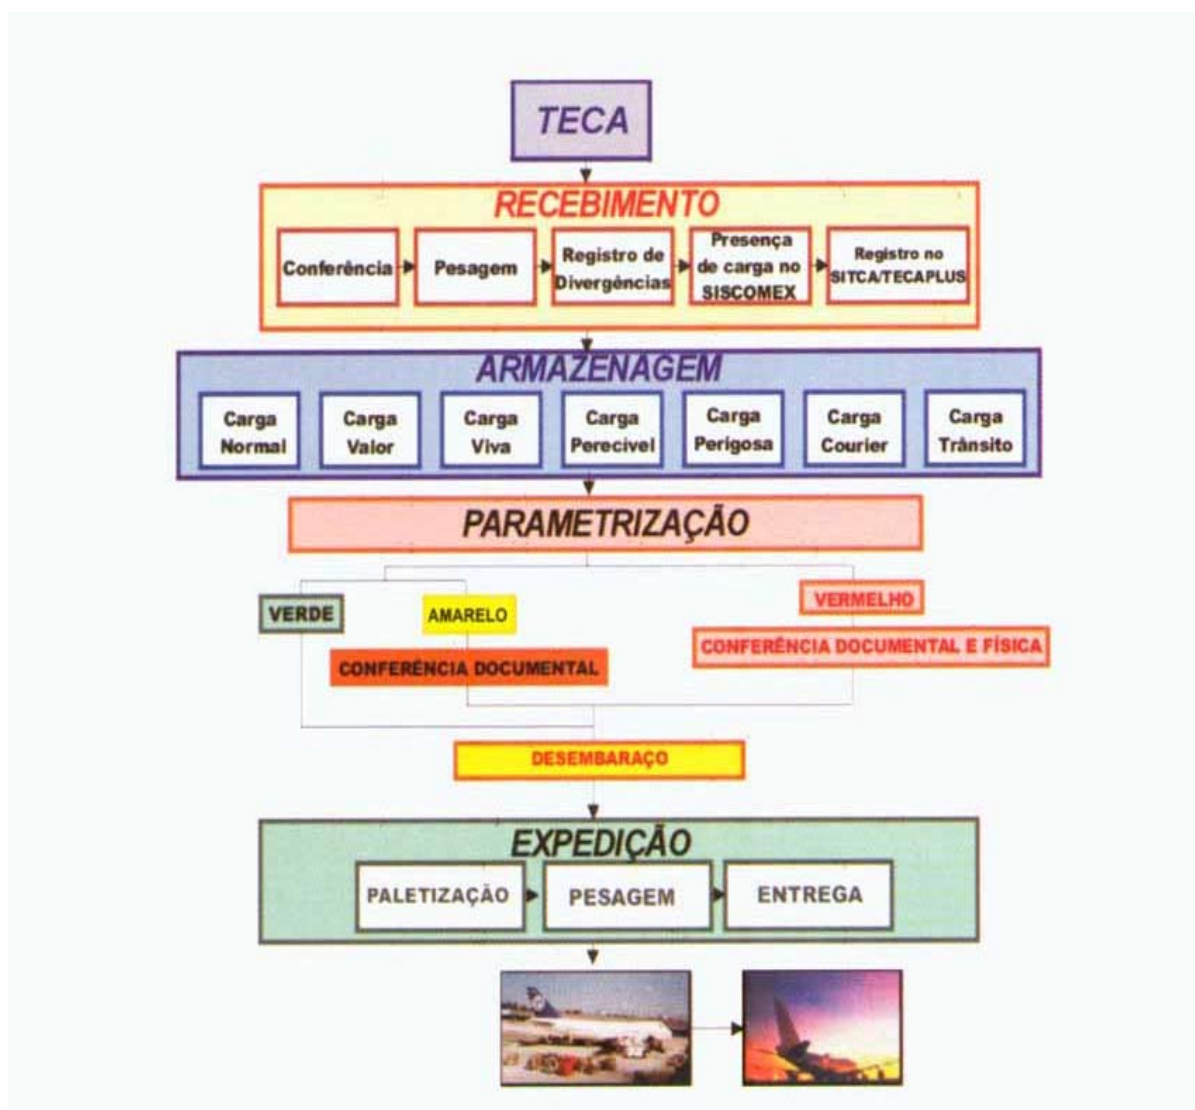 TECA
RECEBIMENTO
Conferência
Pesagem
Registro de
Divergências
Presença
de carga no
SISCOMEX
Registro no
SITCA/TECAPLUS
ARMAZENAGEM
Carga
Normal
Carga
Valor
Carga
Viva
Carga
Perecível
Carga
Perigosa
Carga
Courier
Carga
Trânsito
PARAMETRIZAÇÃO
VERDE
AMARELO
VERMELHO
CONFERÊNCIA DOCUMENTAL
CONFERÊNCIA DOCUMENTAL E FÍSICA
DESEMBARAÇO
EXPEDIÇÃO
PALETIZAÇÃO
PESAGEM
ENTREGA